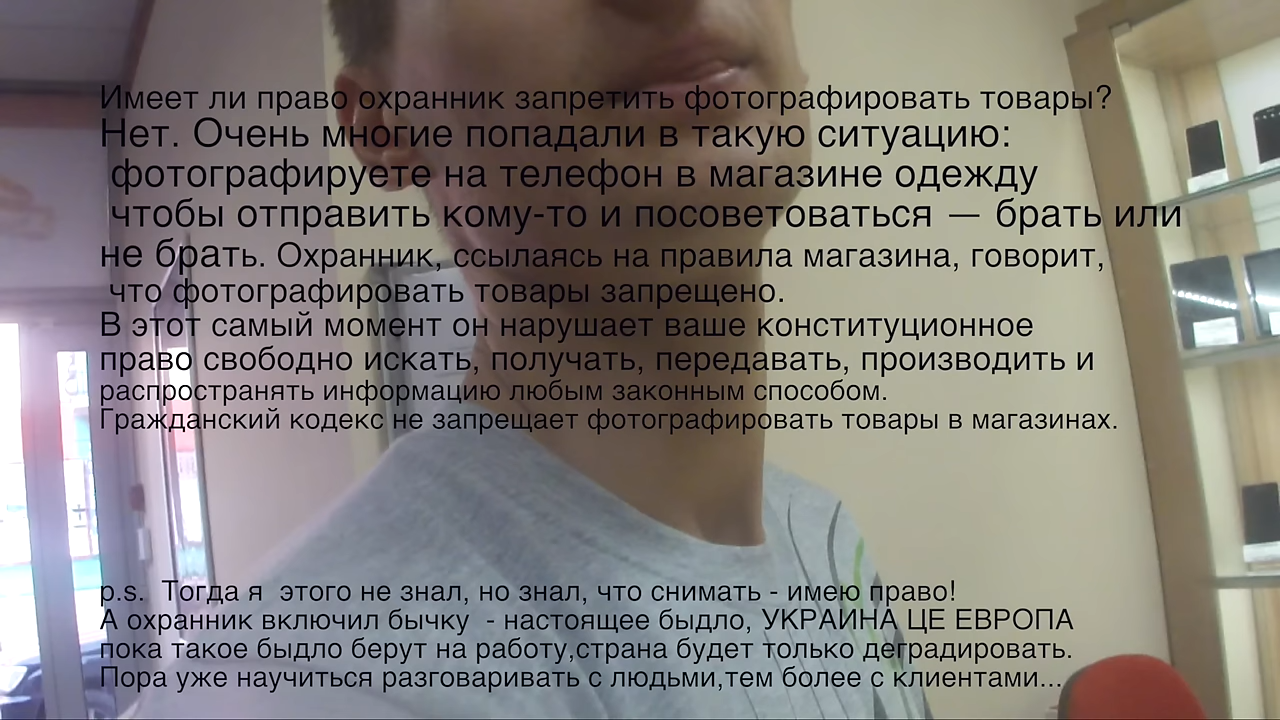 Имеет ли право охранник запретить фотографировать товары?
Нет. Очень многие попадали в такую ситуацию:
фотографируете на телефон в магазине одежду
чтобы отправить кому-то и посоветоваться — брать или
не брать. Охранник, ссылаясь на правила магазина, говорит,
что фотографировать товары запрещено.
В этот самый момент он нарушает ваше конституционное
право свободно искать, получать, передавать, производить и
распространять информацию любым законным способом.
Гражданский кодекс не запрещает фотографировать товары в магазинах.
p.s. Тогда я этого не знал, но знал, что снимать - имею право!
А охранник включил бычку - настоящее быдло, УКРАИНА ЦЕ ЕВРОПА
пока такое быдло берут на работу,страна будет только деградировать.
Пора уже научиться разговаривать с людьми,тем более с клиентами...